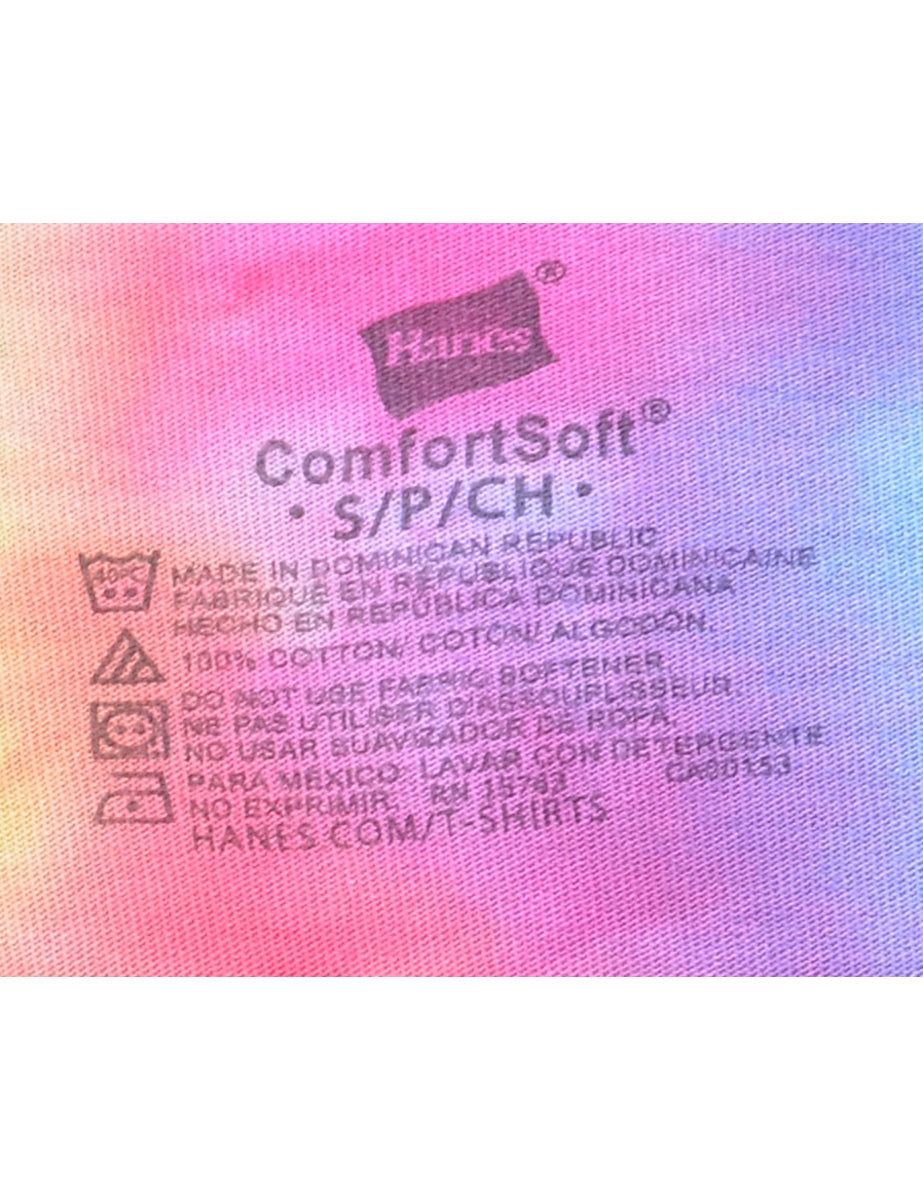 Hanes®
ComfortSoft®
• S/P/CH •
40°C
MADE IN DOMINICAN REPUBLIC
FABRIQUÉ EN RÉPUBLIQUE DOMINICAINE
HECHO EN REPÚBLICA DOMINICANA
100% COTTON/ COTON/ ALGODÓN.
DO NOT USE FABRIC SOFTENER.
NE PAS UTILISER D'ASSOUPLISSEUR.
NO USAR SUAVIZADOR DE ROPA.
PARA MÉXICO: LAVAR CON DETERGENTE.
NO EXPRIMIR. RN 15763 CA00153
HANES.COM/T-SHIRTS